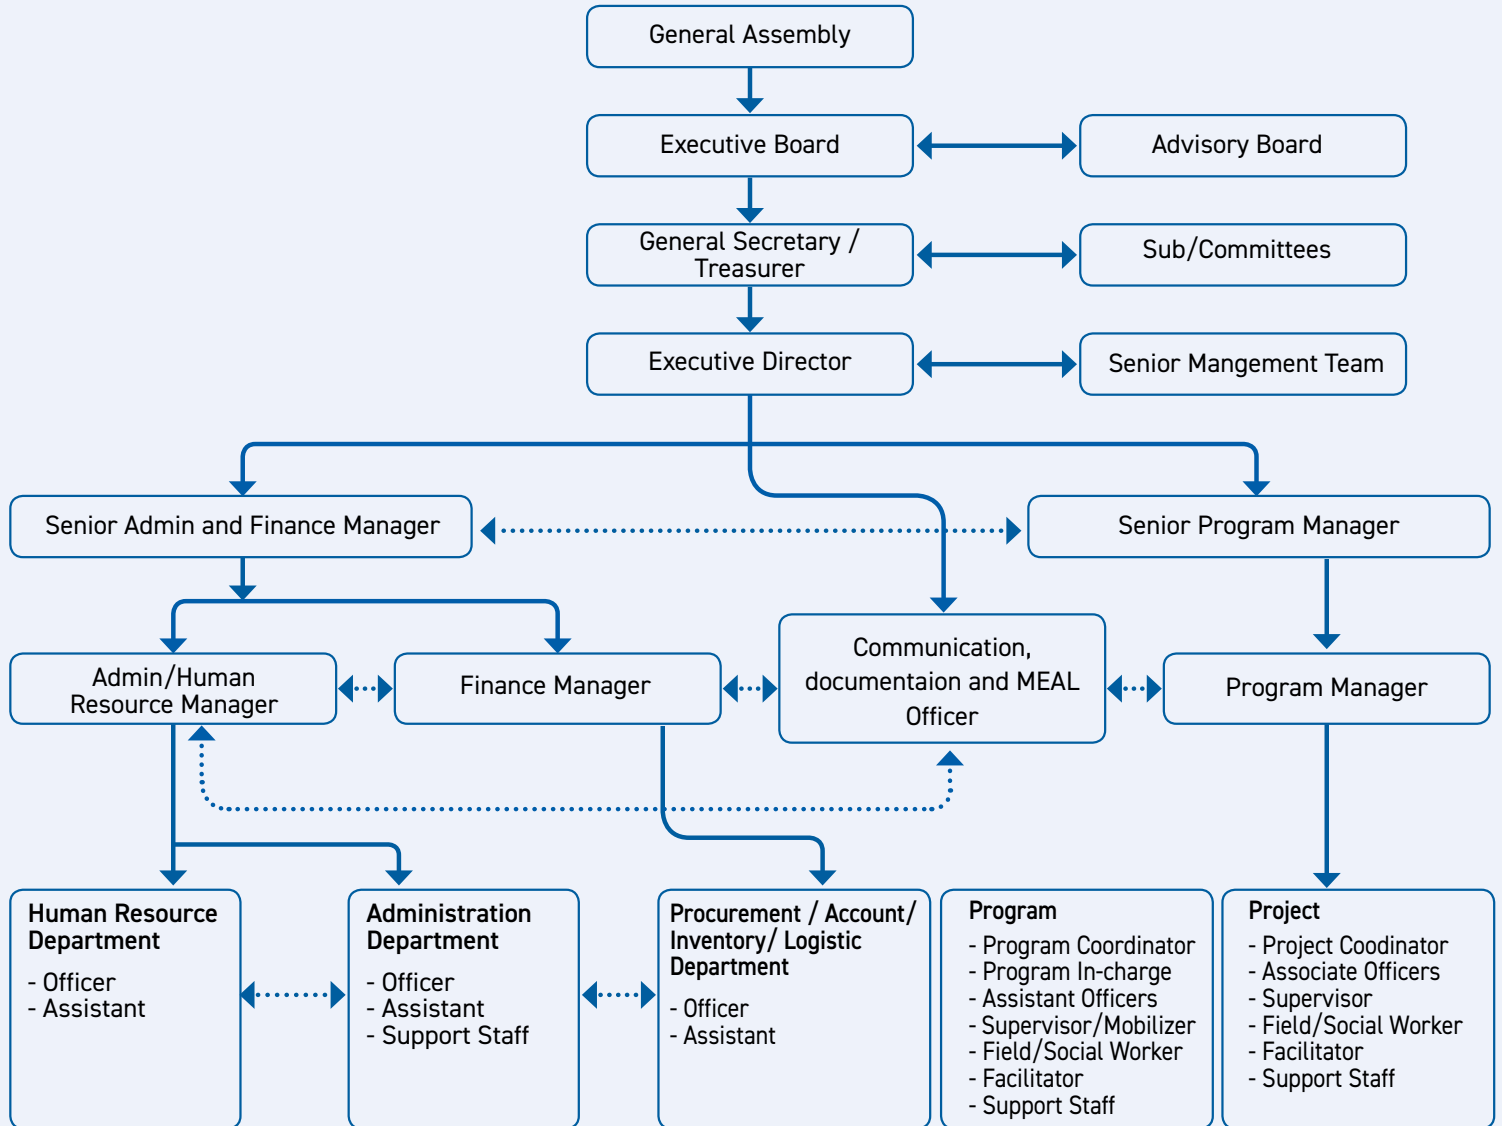 General Assembly
Executive Board
Advisory Board
General Secretary /
Treasurer
Sub/Committees
Executive Director
Senior Mangement Team
Senior Admin and Finance Manager
Senior Program Manager
Admin/Human
Resource Manager
Finance Manager
Communication,
documentaion and MEAL
Officer
Program Manager
Human Resource
Department
- Officer
- Assistant
Administration
Department
- Officer
- Assistant
- Support Staff
Procurement / Account/
Inventory/ Logistic
Department
- Officer
- Assistant
Program
- Program Coordinator
- Program In-charge
- Assistant Officers
- Supervisor/Mobilizer
- Field/Social Worker
- Facilitator
- Support Staff
Project
- Project Coodinator
- Associate Officers
- Supervisor
- Field/Social Worker
- Facilitator
- Support Staff